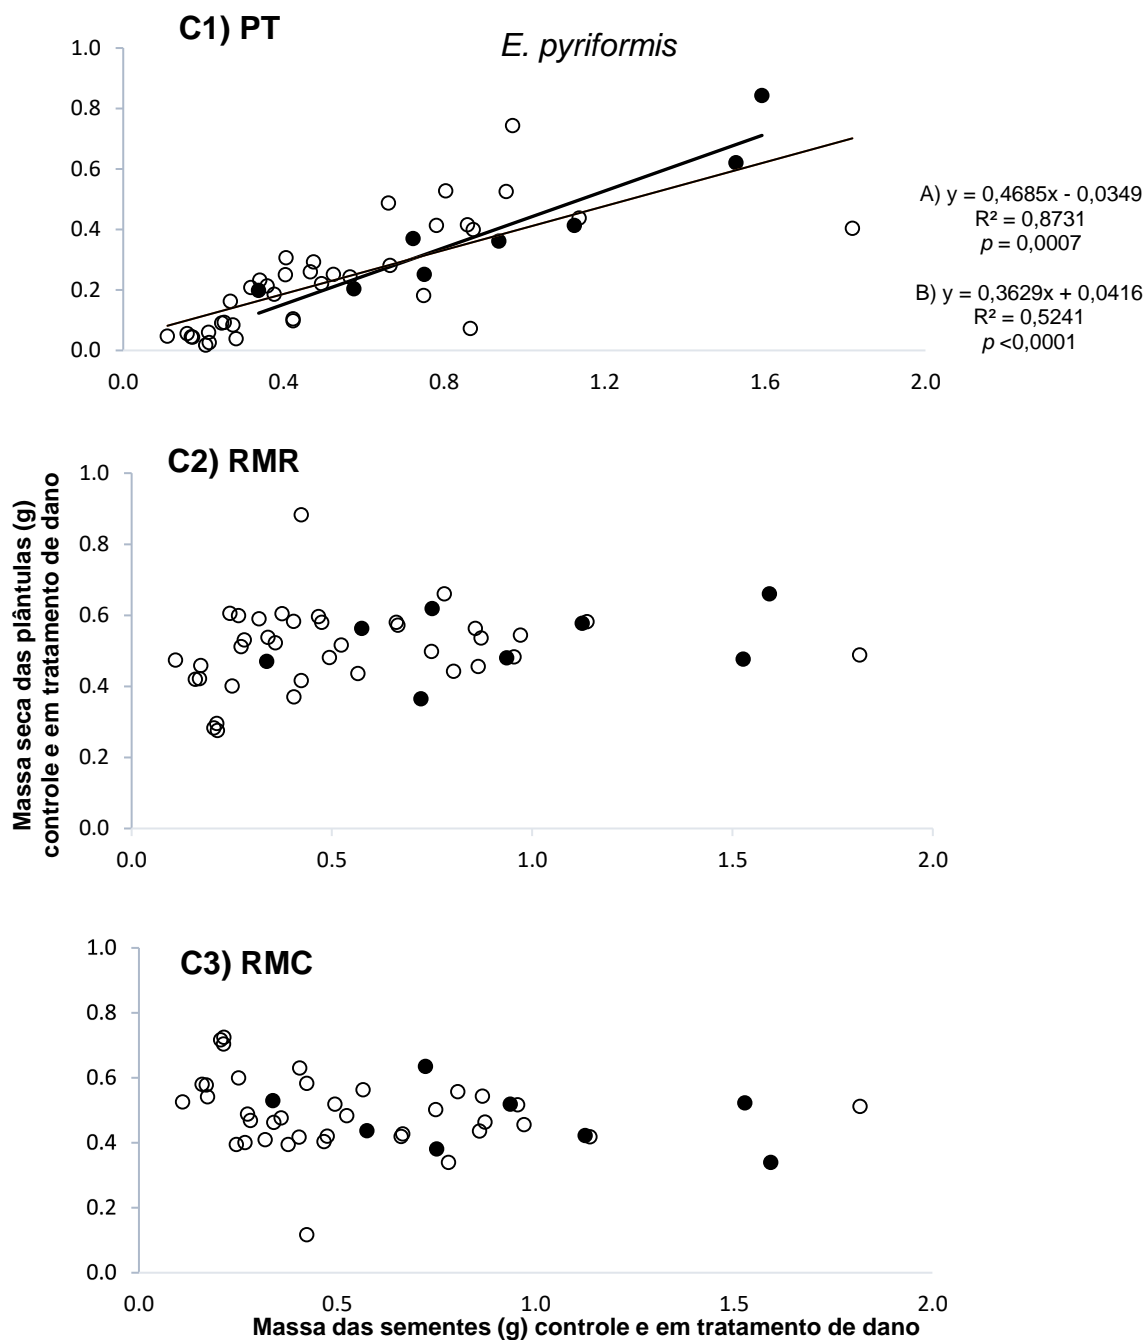 C1) PT
E. pyriformis
1.0
0.8
0.6
0.4
0.2
0.0
0.0 0.4 0.8 1.2 1.6 2.0
A) y = 0,4685x - 0,0349
R² = 0,8731
p = 0,0007
B) y = 0,3629x + 0,0416
R² = 0,5241
p <0,0001
Massa seca das plântulas (g)
controle e em tratamento de dano
C2) RMR
1.0
0.8
0.6
0.4
0.2
0.0
0.0 0.5 1.0 1.5 2.0
C3) RMC
1.0
0.8
0.6
0.4
0.2
0.0
0.0 0.5 1.0 1.5 2.0
Massa das sementes (g) controle e em tratamento de dano